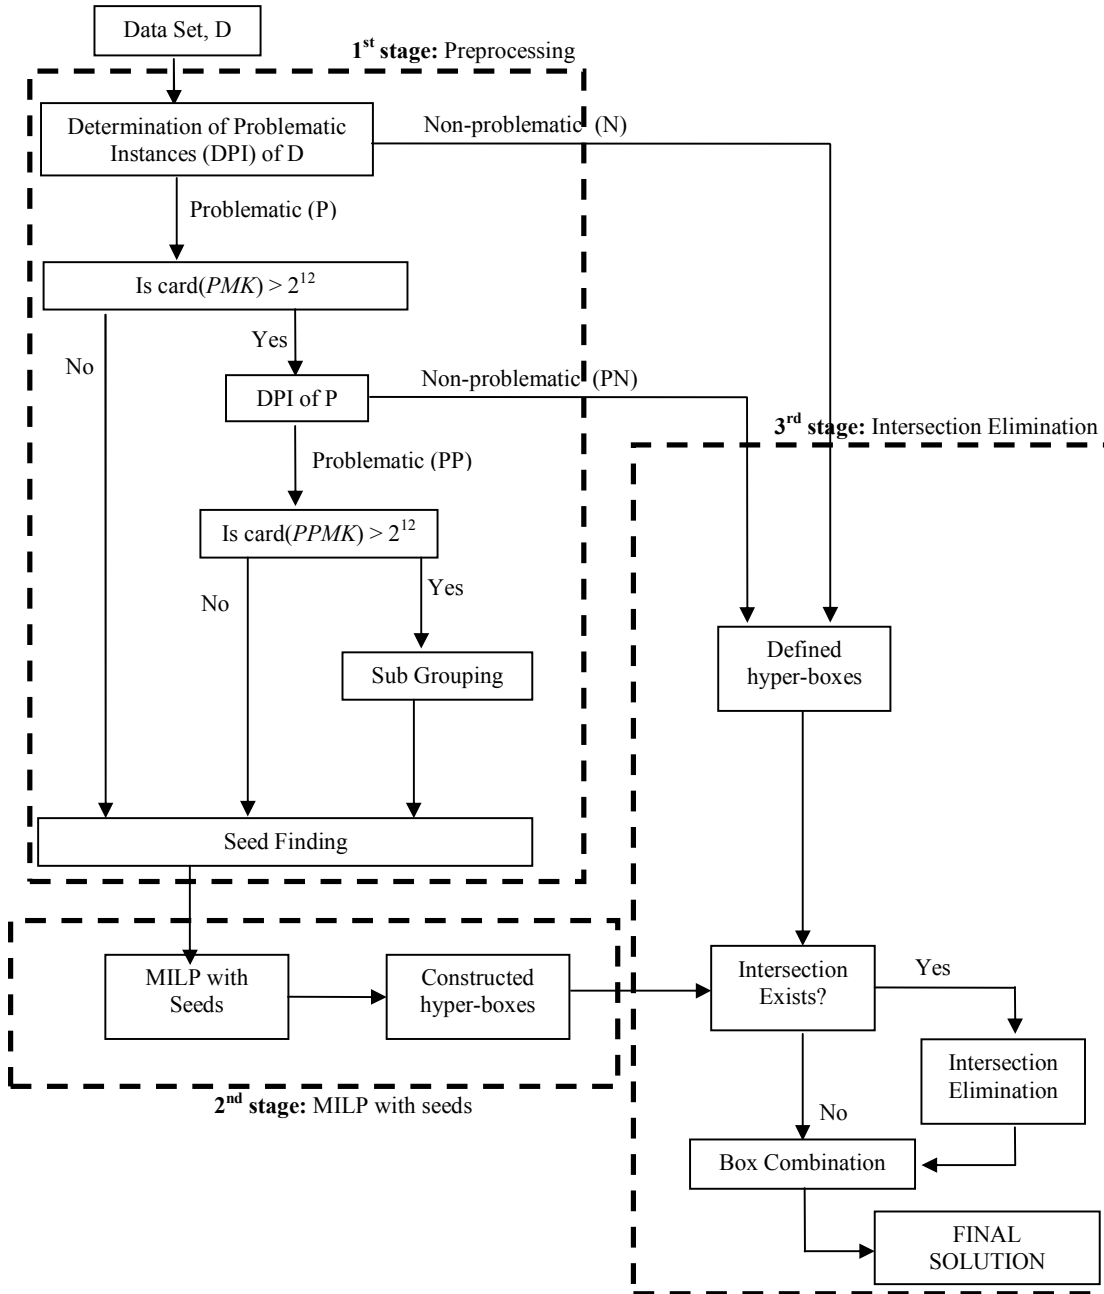 Data Set, D
1st stage: Preprocessing
Determination of Problematic
Instances (DPI) of D
Non-problematic (N)
Problematic (P)
Is card(PMK) > 2^12
No
Yes
DPI of P
Non-problematic (PN)
3rd stage: Intersection Elimination
Problematic (PP)
Is card(PPMK) > 2^12
No
Yes
Sub Grouping
Defined
hyper-boxes
Seed Finding
MILP with
Seeds
Constructed
hyper-boxes
Intersection
Exists?
Yes
Intersection
Elimination
2nd stage: MILP with seeds
No
Box Combination
FINAL
SOLUTION